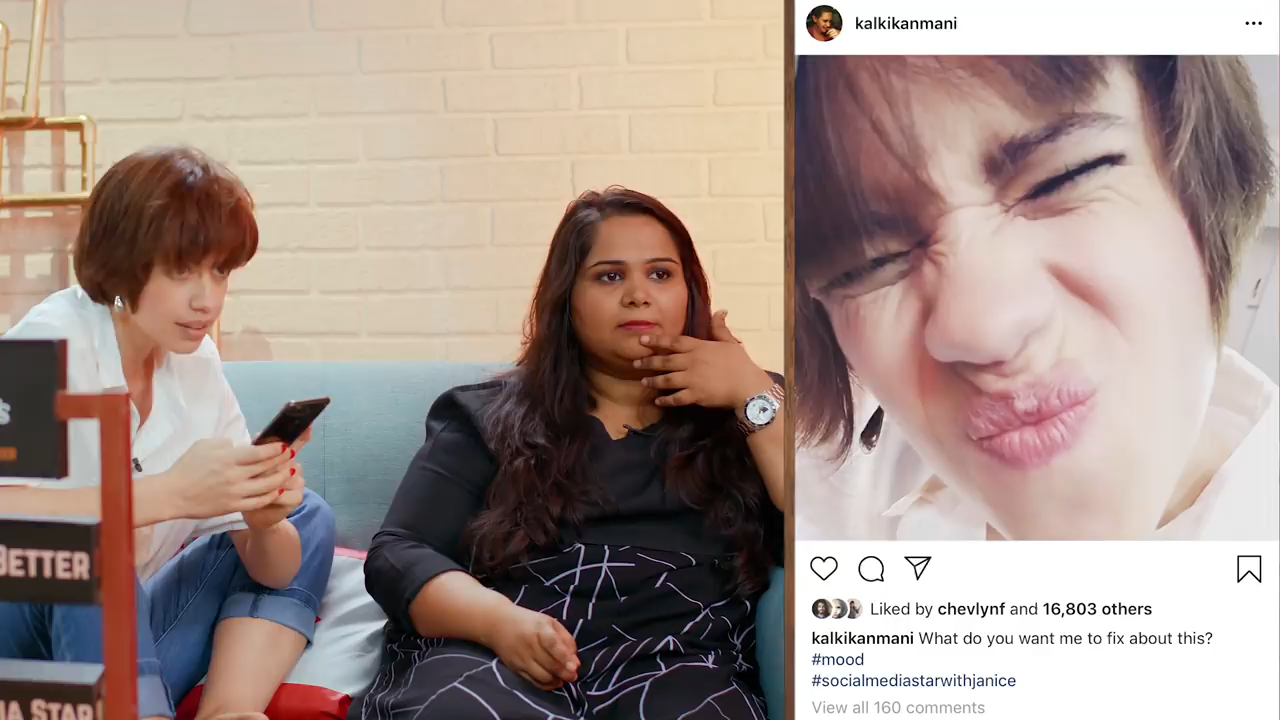 's
BETTER
IA STAR
kalkikanmani
Liked by chevlynf and 16,803 others
kalkikanmani What do you want me to fix about this?
#mood
#socialmediastarwithjanice
View all 160 comments